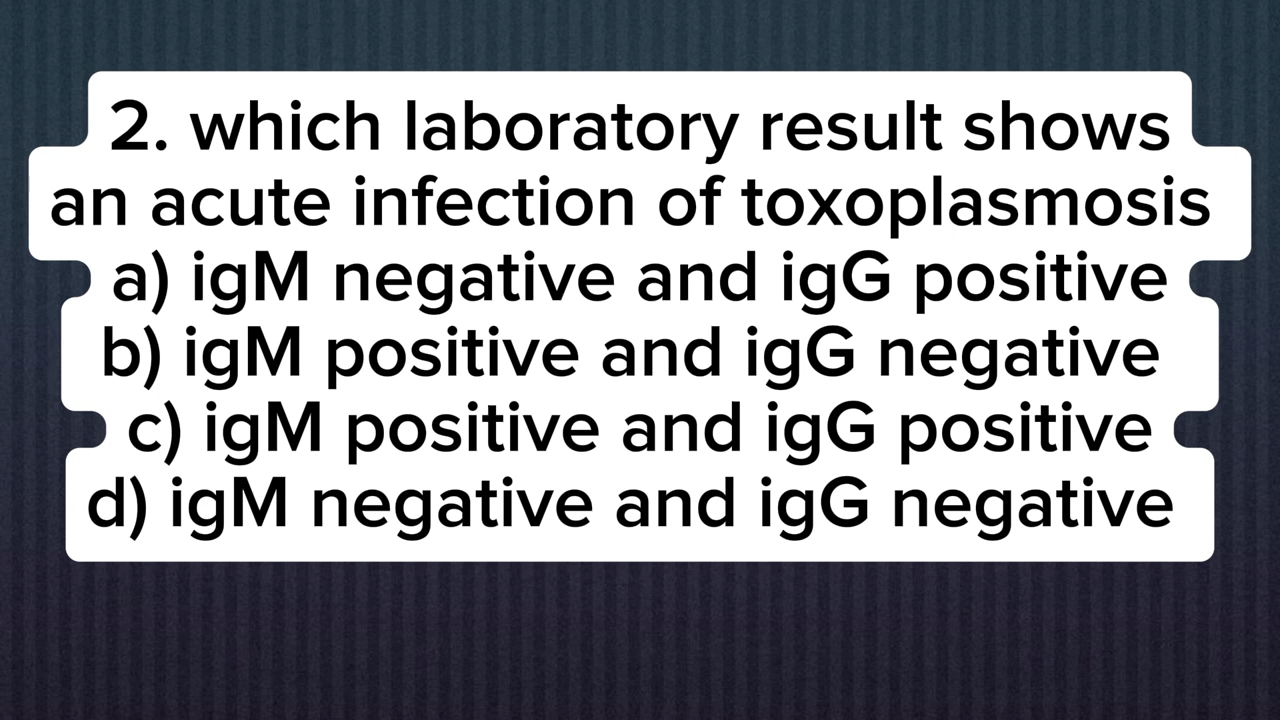 2. which laboratory result shows
an acute infection of toxoplasmosis
a) igM negative and igG positive
b) igM positive and igG negative
c) igM positive and igG positive
d) igM negative and igG negative